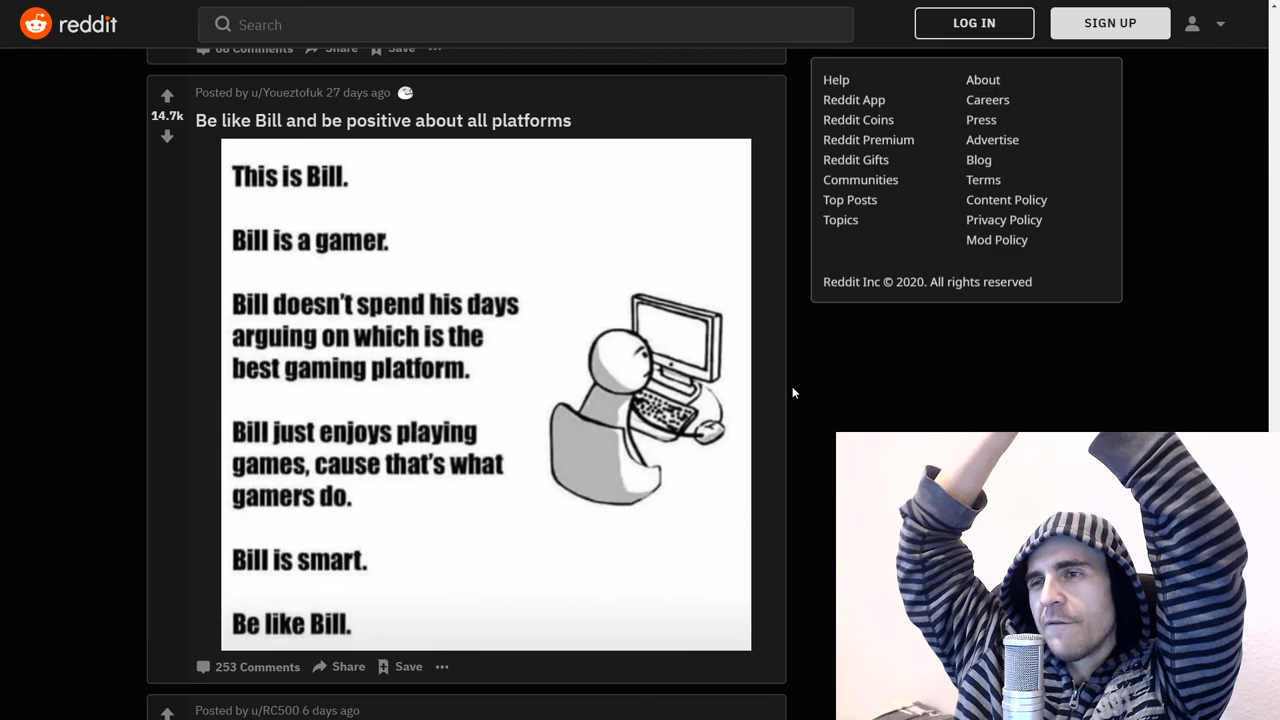 reddit
Search
LOG IN
SIGN UP
66 Comments Share Save
Posted by u/Youeztofuk 27 days ago
14.7k
Be like Bill and be positive about all platforms
This is Bill.
Bill is a gamer.
Bill doesn't spend his days
arguing on which is the
best gaming platform.
Bill just enjoys playing
games, cause that's what
gamers do.
Bill is smart.
Be like Bill.
253 Comments Share Save
Posted by u/RC500 6 days ago
Help
About
Reddit App
Careers
Reddit Coins
Press
Reddit Premium
Advertise
Reddit Gifts
Blog
Communities
Terms
Top Posts
Content Policy
Topics
Privacy Policy
Mod Policy
Reddit Inc © 2020. All rights reserved